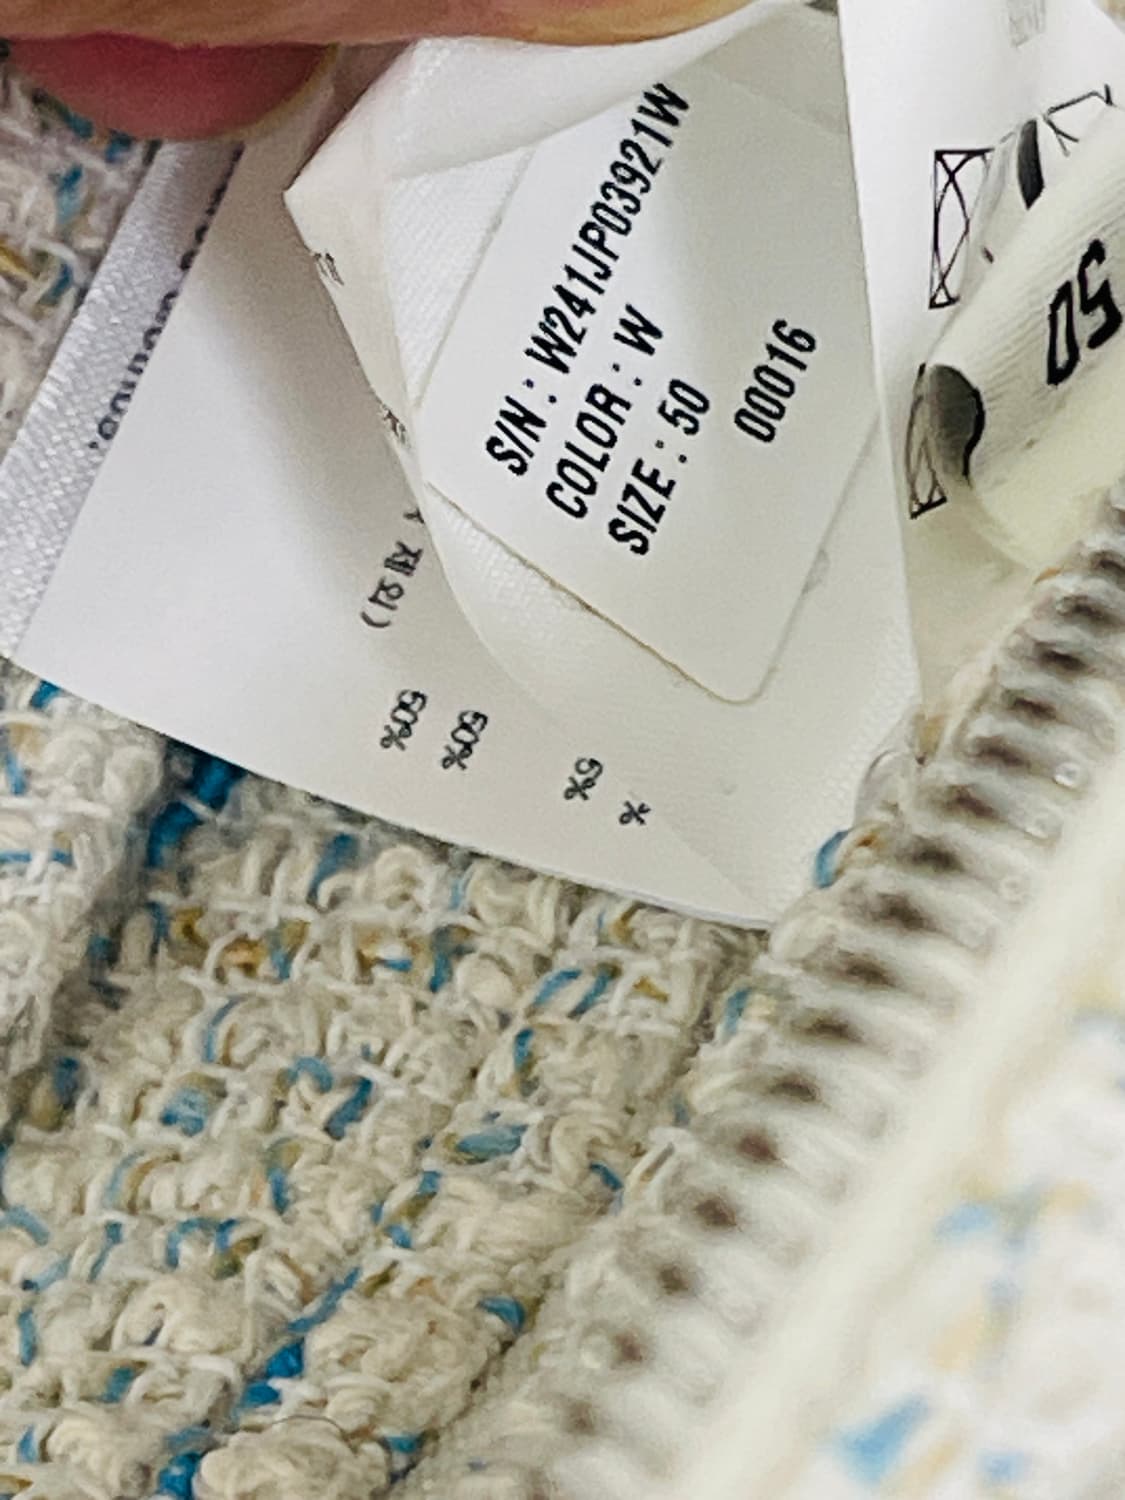 S/N : W241JP03921W
COLOR : W
SIZE : 50
00016
50
50%
50%
5%
%